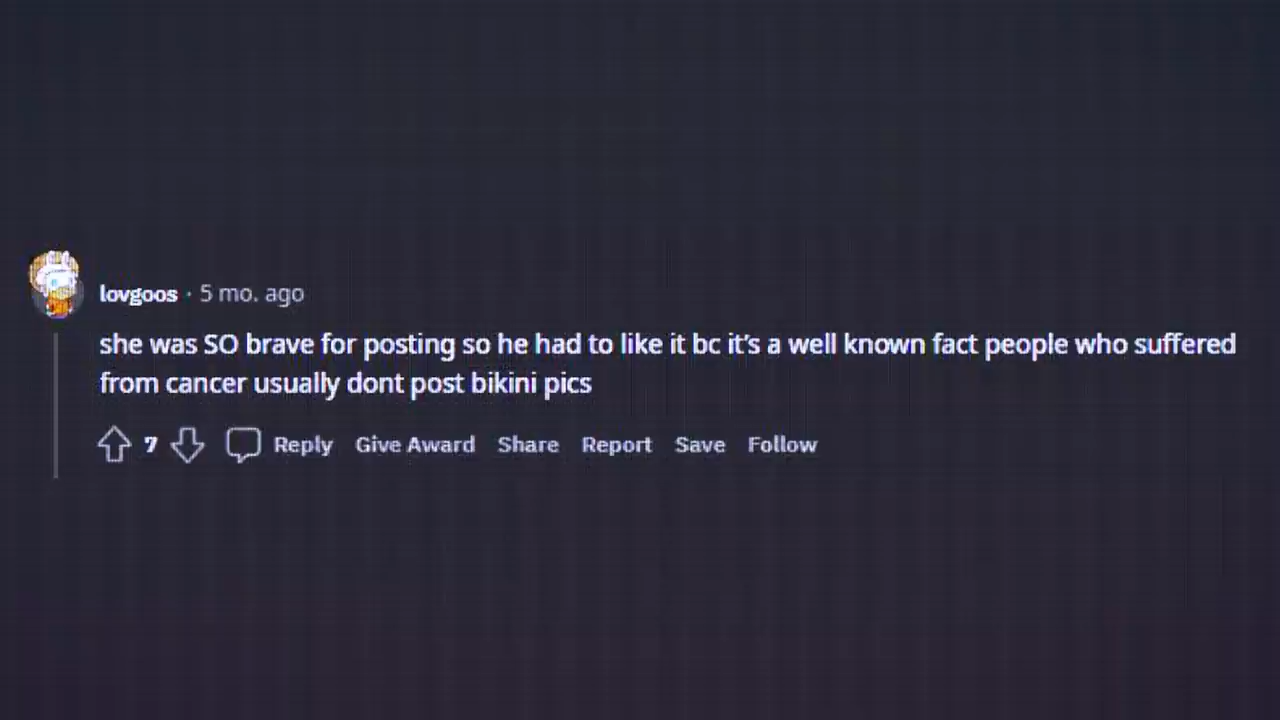 lovgoos · 5 mo. ago
she was SO brave for posting so he had to like it bc it's a well known fact people who suffered
from cancer usually dont post bikini pics
7 Reply Give Award Share Report Save Follow